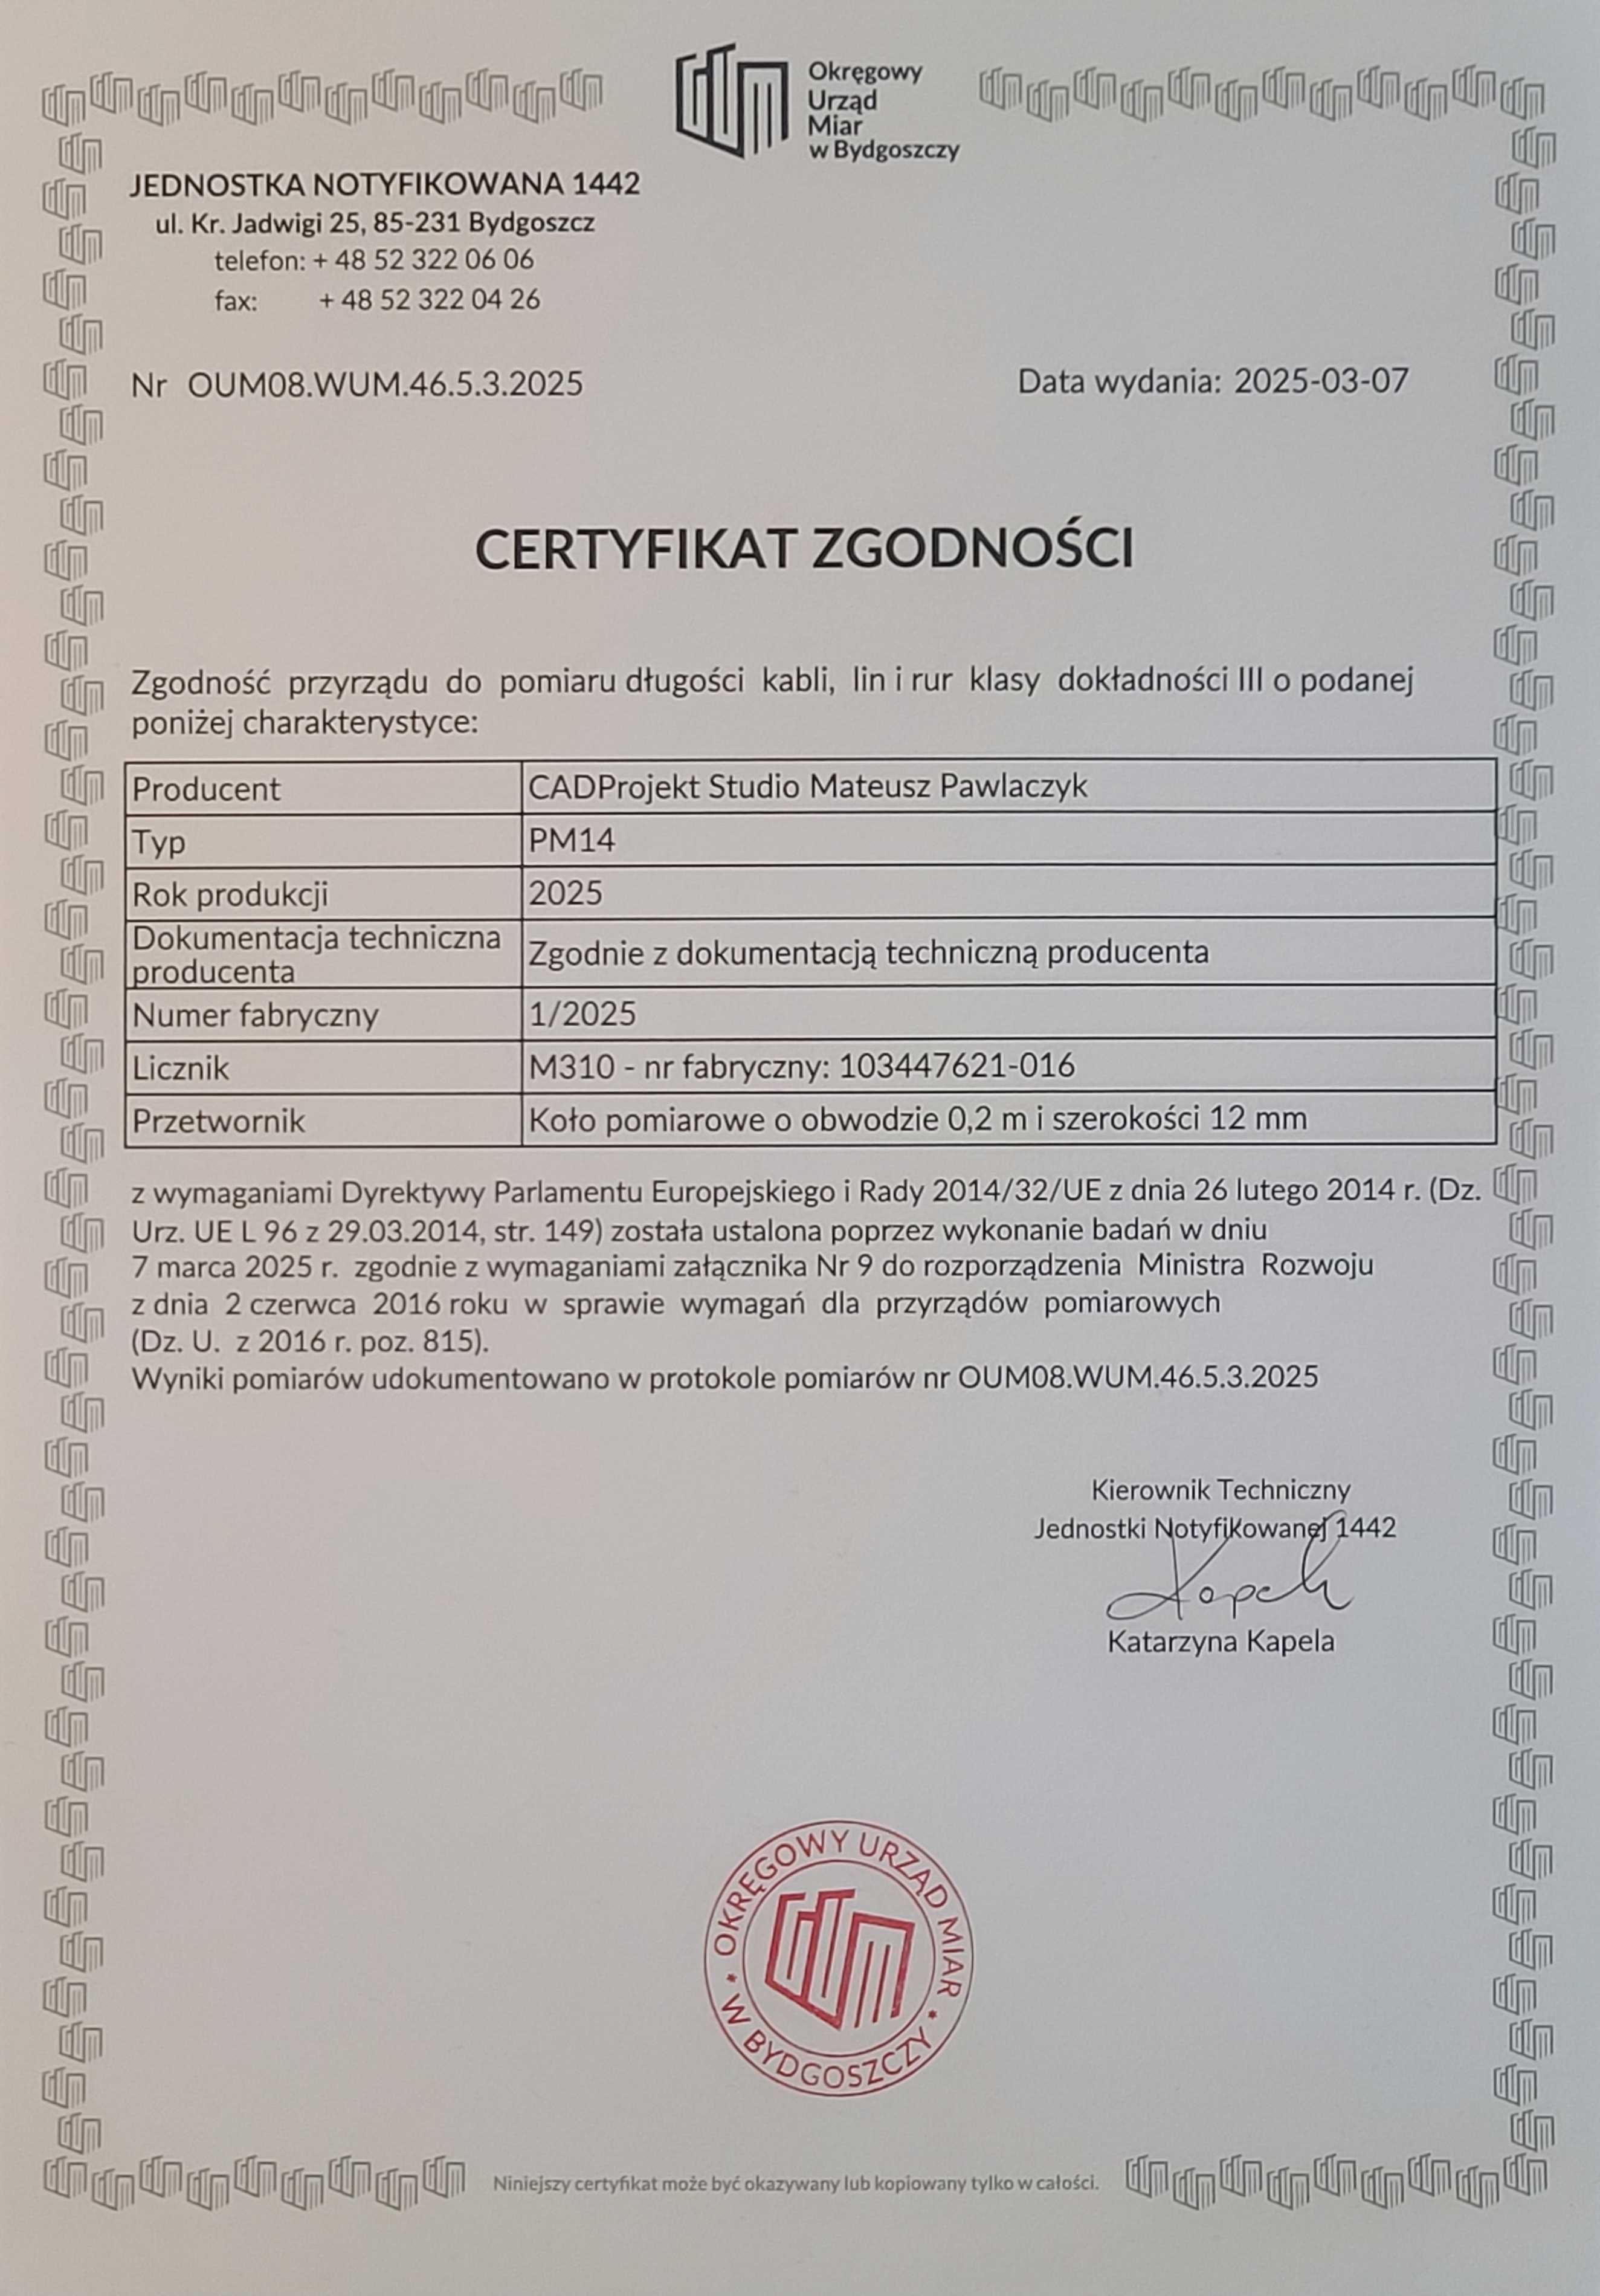 Okręgowy
Urząd
Miar
w Bydgoszczy
JEDNOSTKA NOTYFIKOWANA 1442
ul. Kr. Jadwigi 25, 85-231 Bydgoszcz
telefon: + 48 52 322 06 06
fax: + 48 52 322 04 26
Nr OUM08.WUM.46.5.3.2025
Data wydania: 2025-03-07
CERTYFIKAT ZGODNOŚCI
Zgodność przyrządu do pomiaru długości kabli, lin i rur klasy dokładności III o podanej
poniżej charakterystyce:
Producent CADProjekt Studio Mateusz Pawlaczyk
Typ PM14
Rok produkcji 2025
Dokumentacja techniczna
producenta
Zgodnie z dokumentacją techniczną producenta
Numer fabryczny 1/2025
Licznik M310 - nr fabryczny: 103447621-016
Przetwornik Koło pomiarowe o obwodzie 0,2 m i szerokości 12 mm
z wymaganiami Dyrektywy Parlamentu Europejskiego i Rady 2014/32/UE z dnia 26 lutego 2014 r. (Dz.
Urz. UE L 96 z 29.03.2014, str. 149) została ustalona poprzez wykonanie badań w dniu
7 marca 2025 r. zgodnie z wymaganiami załącznika Nr 9 do rozporządzenia Ministra Rozwoju
z dnia 2 czerwca 2016 roku w sprawie wymagań dla przyrządów pomiarowych
(Dz. U. z 2016 r. poz. 815).
Wyniki pomiarów udokumentowano w protokole pomiarów nr OUM08.WUM.46.5.3.2025
Kierownik Techniczny
Jednostki Notyfikowanej 1442
Kapela
Katarzyna Kapela
OKRĘGOWY URZĄD MIAR
* W BYDGOSZCZY *
Niniejszy certyfikat może być okazywany lub kopiowany tylko w całości.